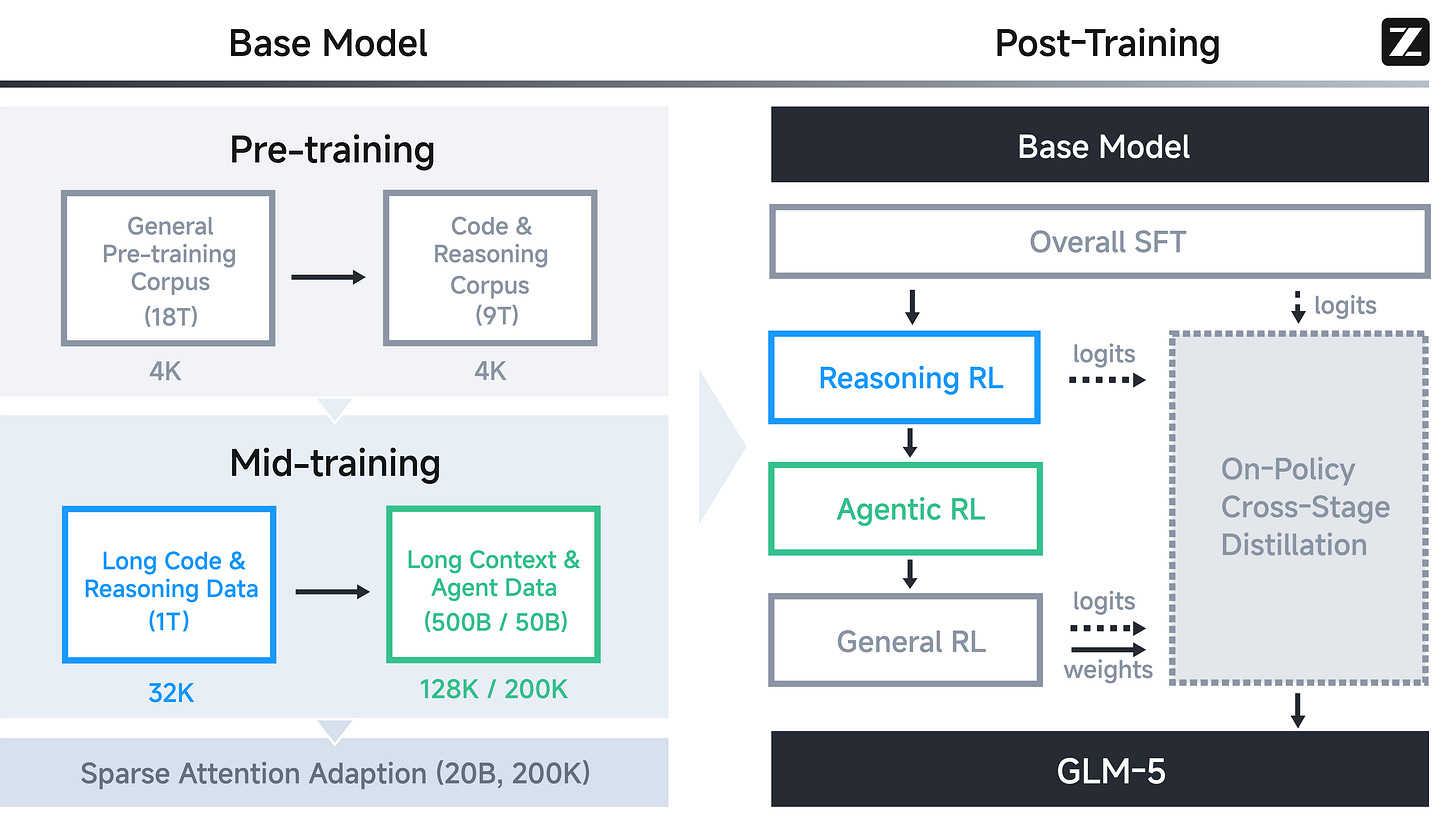 Base Model
Post-Training
Z
Pre-training
General
Pre-training
Corpus
(18T)
4K
Code &
Reasoning
Corpus
(9T)
4K
Mid-training
Long Code &
Reasoning Data
(1T)
32K
Long Context &
Agent Data
(500B / 50B)
128K / 200K
Sparse Attention Adaption (20B, 200K)
Base Model
Overall SFT
logits
Reasoning RL
logits
Agentic RL
General RL
logits
weights
On-Policy
Cross-Stage
Distillation
GLM-5